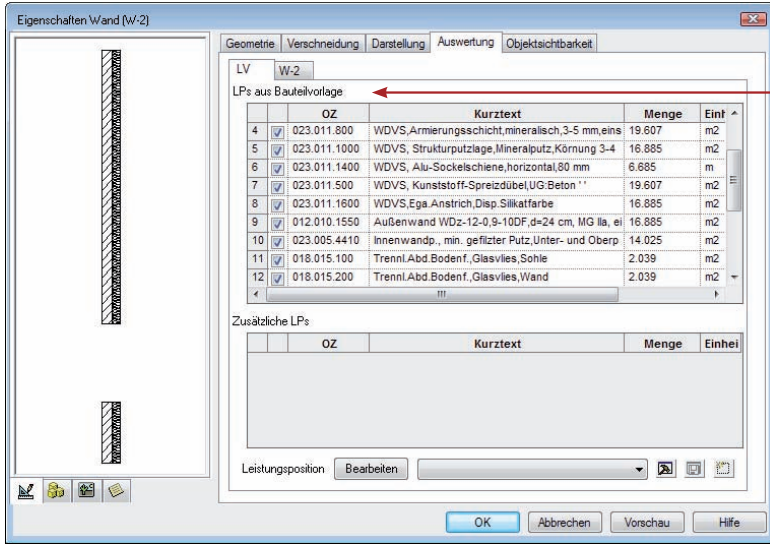 Eigenschaften Wand (W-2)
Geometrie Verschneidung Darstellung Auswertung Objektsichtbarkeit
LV W-2
LPs aus Bauteilvorlage
OZ Kurztext Menge Einh
4 023.011.800 WDVS,Armierungsschicht,mineralisch,3-5 mm,eins 19.607 m2
5 023.011.1000 WDVS, Strukturputzlage,Mineralputz,Körnung 3-4 16.885 m2
6 023.011.1400 WDVS, Alu-Sockelschiene,horizontal,80 mm 6.685 m
7 023.011.500 WDVS, Kunststoff-Spreizdübel,UG:Beton ' ' 19.607 m2
8 023.011.1600 WDVS,Ega.Anstrich,Disp.Silikatfarbe 16.885 m2
9 012.010.1550 Außenwand WDz-12-0,9-10DF,d=24 cm, MG IIa, ei 16.885 m2
10 023.005.4410 Innenwandp., min. gefilzter Putz,Unter- und Oberp 14.025 m2
11 018.015.100 Trennl.Abd.Bodenf.,Glasvlies,Sohle 2.039 m2
12 018.015.200 Trennl.Abd.Bodenf.,Glasvlies,Wand 2.039 m2
Zusätzliche LPs
OZ Kurztext Menge Einhei
Leistungsposition Bearbeiten
OK Abbrechen Vorschau Hilfe